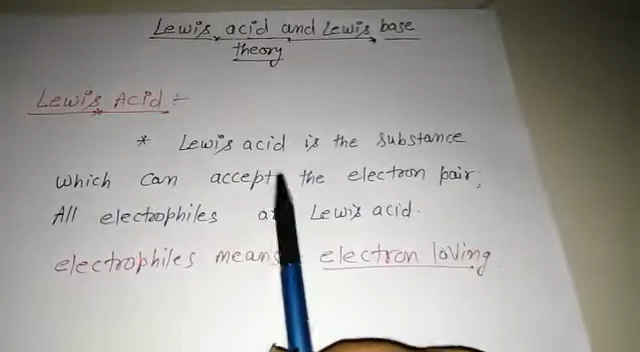 Lewis acid and Lewis base
theory
Lewis Acid :-
* Lewis acid is the substance
which can accept the electron pair,
All electrophiles a Lewis acid.
electrophiles means electron loving